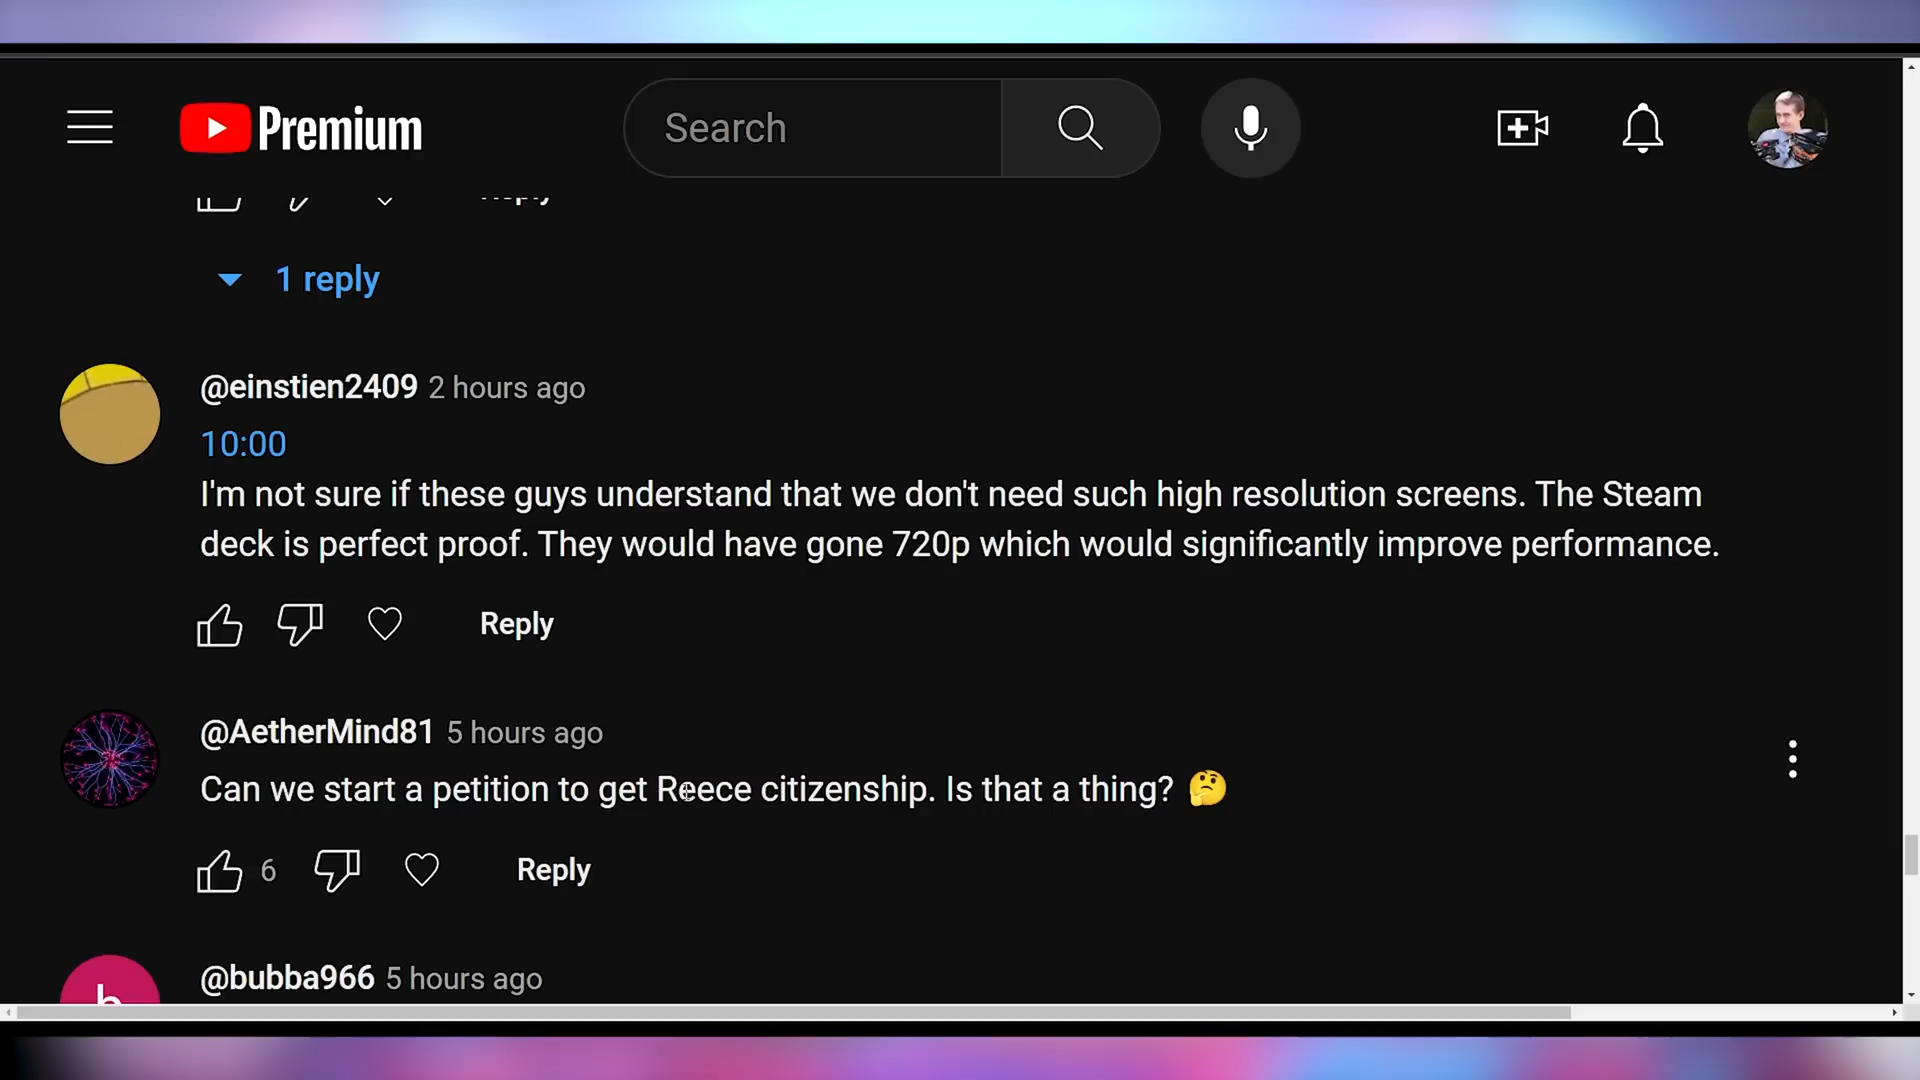 Premium
Search
Reply
1 reply
@einstien2409 2 hours ago
10:00
I'm not sure if these guys understand that we don't need such high resolution screens. The Steam
deck is perfect proof. They would have gone 720p which would significantly improve performance.
Reply
@AetherMind81 5 hours ago
Can we start a petition to get Reece citizenship. Is that a thing? 🤔
6 Reply
@bubba966 5 hours ago
b